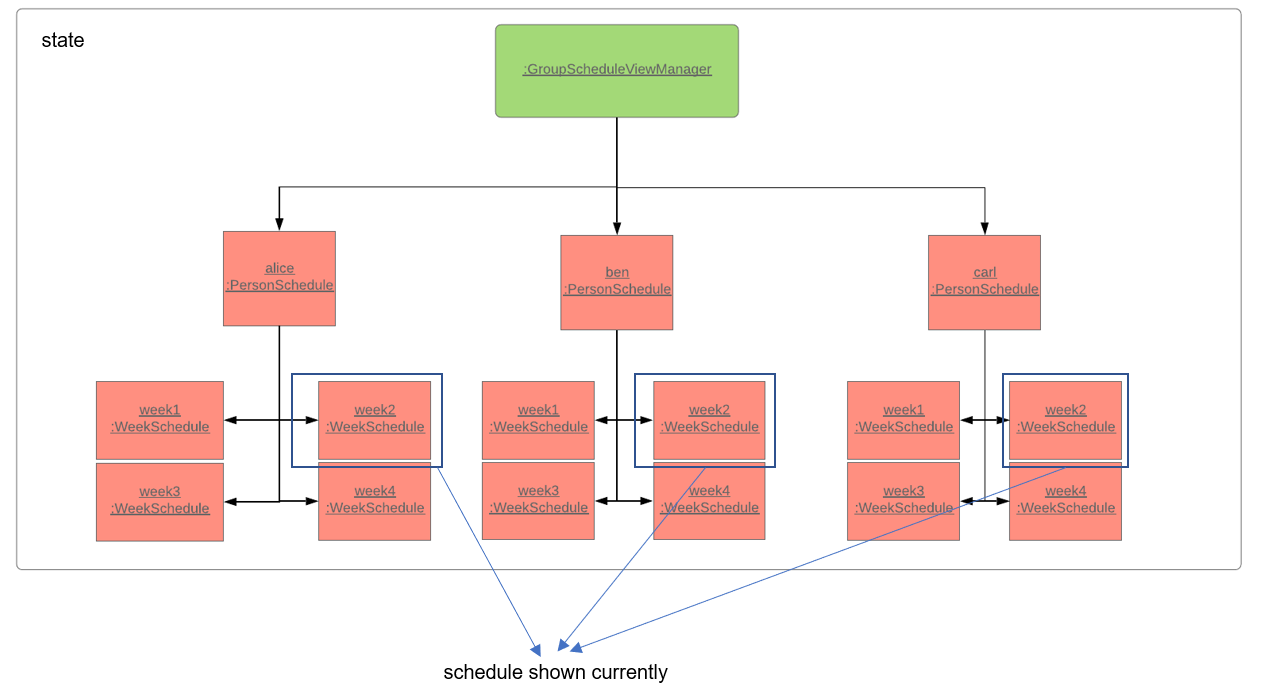 state
:GroupScheduleViewManager
alice
:PersonSchedule
ben
:PersonSchedule
carl
:PersonSchedule
week1
:WeekSchedule
week2
:WeekSchedule
week3
:WeekSchedule
week4
:WeekSchedule
week1
:WeekSchedule
week2
:WeekSchedule
week3
:WeekSchedule
week4
:WeekSchedule
week1
:WeekSchedule
week2
:WeekSchedule
week3
:WeekSchedule
week4
:WeekSchedule
schedule shown currently